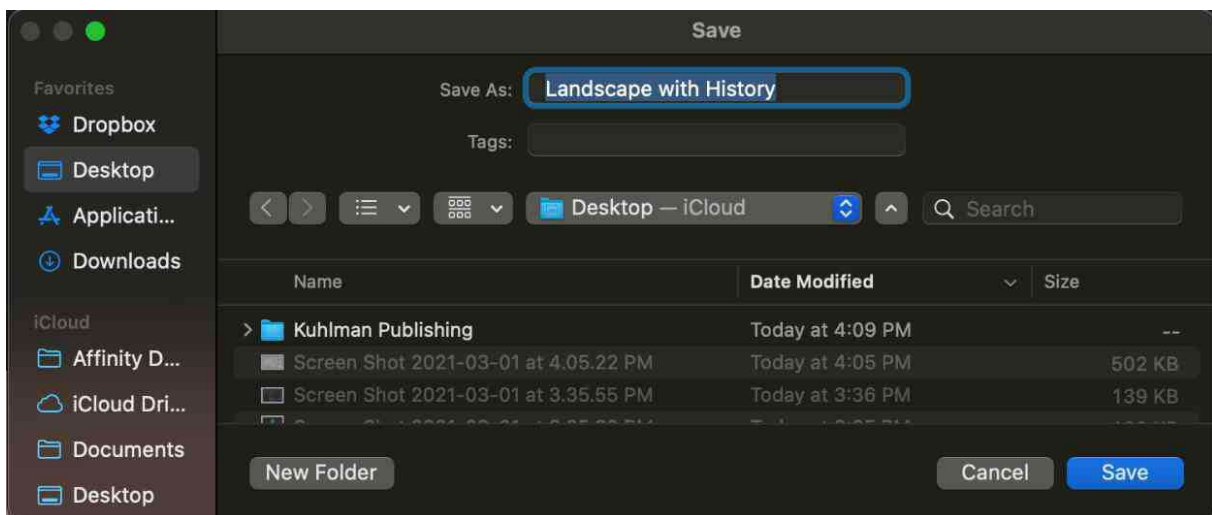 Save
Favorites
Dropbox
Desktop
Applicati...
Downloads
iCloud
Affinity D...
iCloud Dri...
Documents
Desktop
Save As: Landscape with History
Tags:
Desktop — iCloud
Search
Name Date Modified Size
Kuhlman Publishing Today at 4:09 PM --
Screen Shot 2021-03-01 at 4.05.22 PM Today at 4:05 PM 502 KB
Screen Shot 2021-03-01 at 3.35.55 PM Today at 3:36 PM 139 KB
New Folder Cancel Save